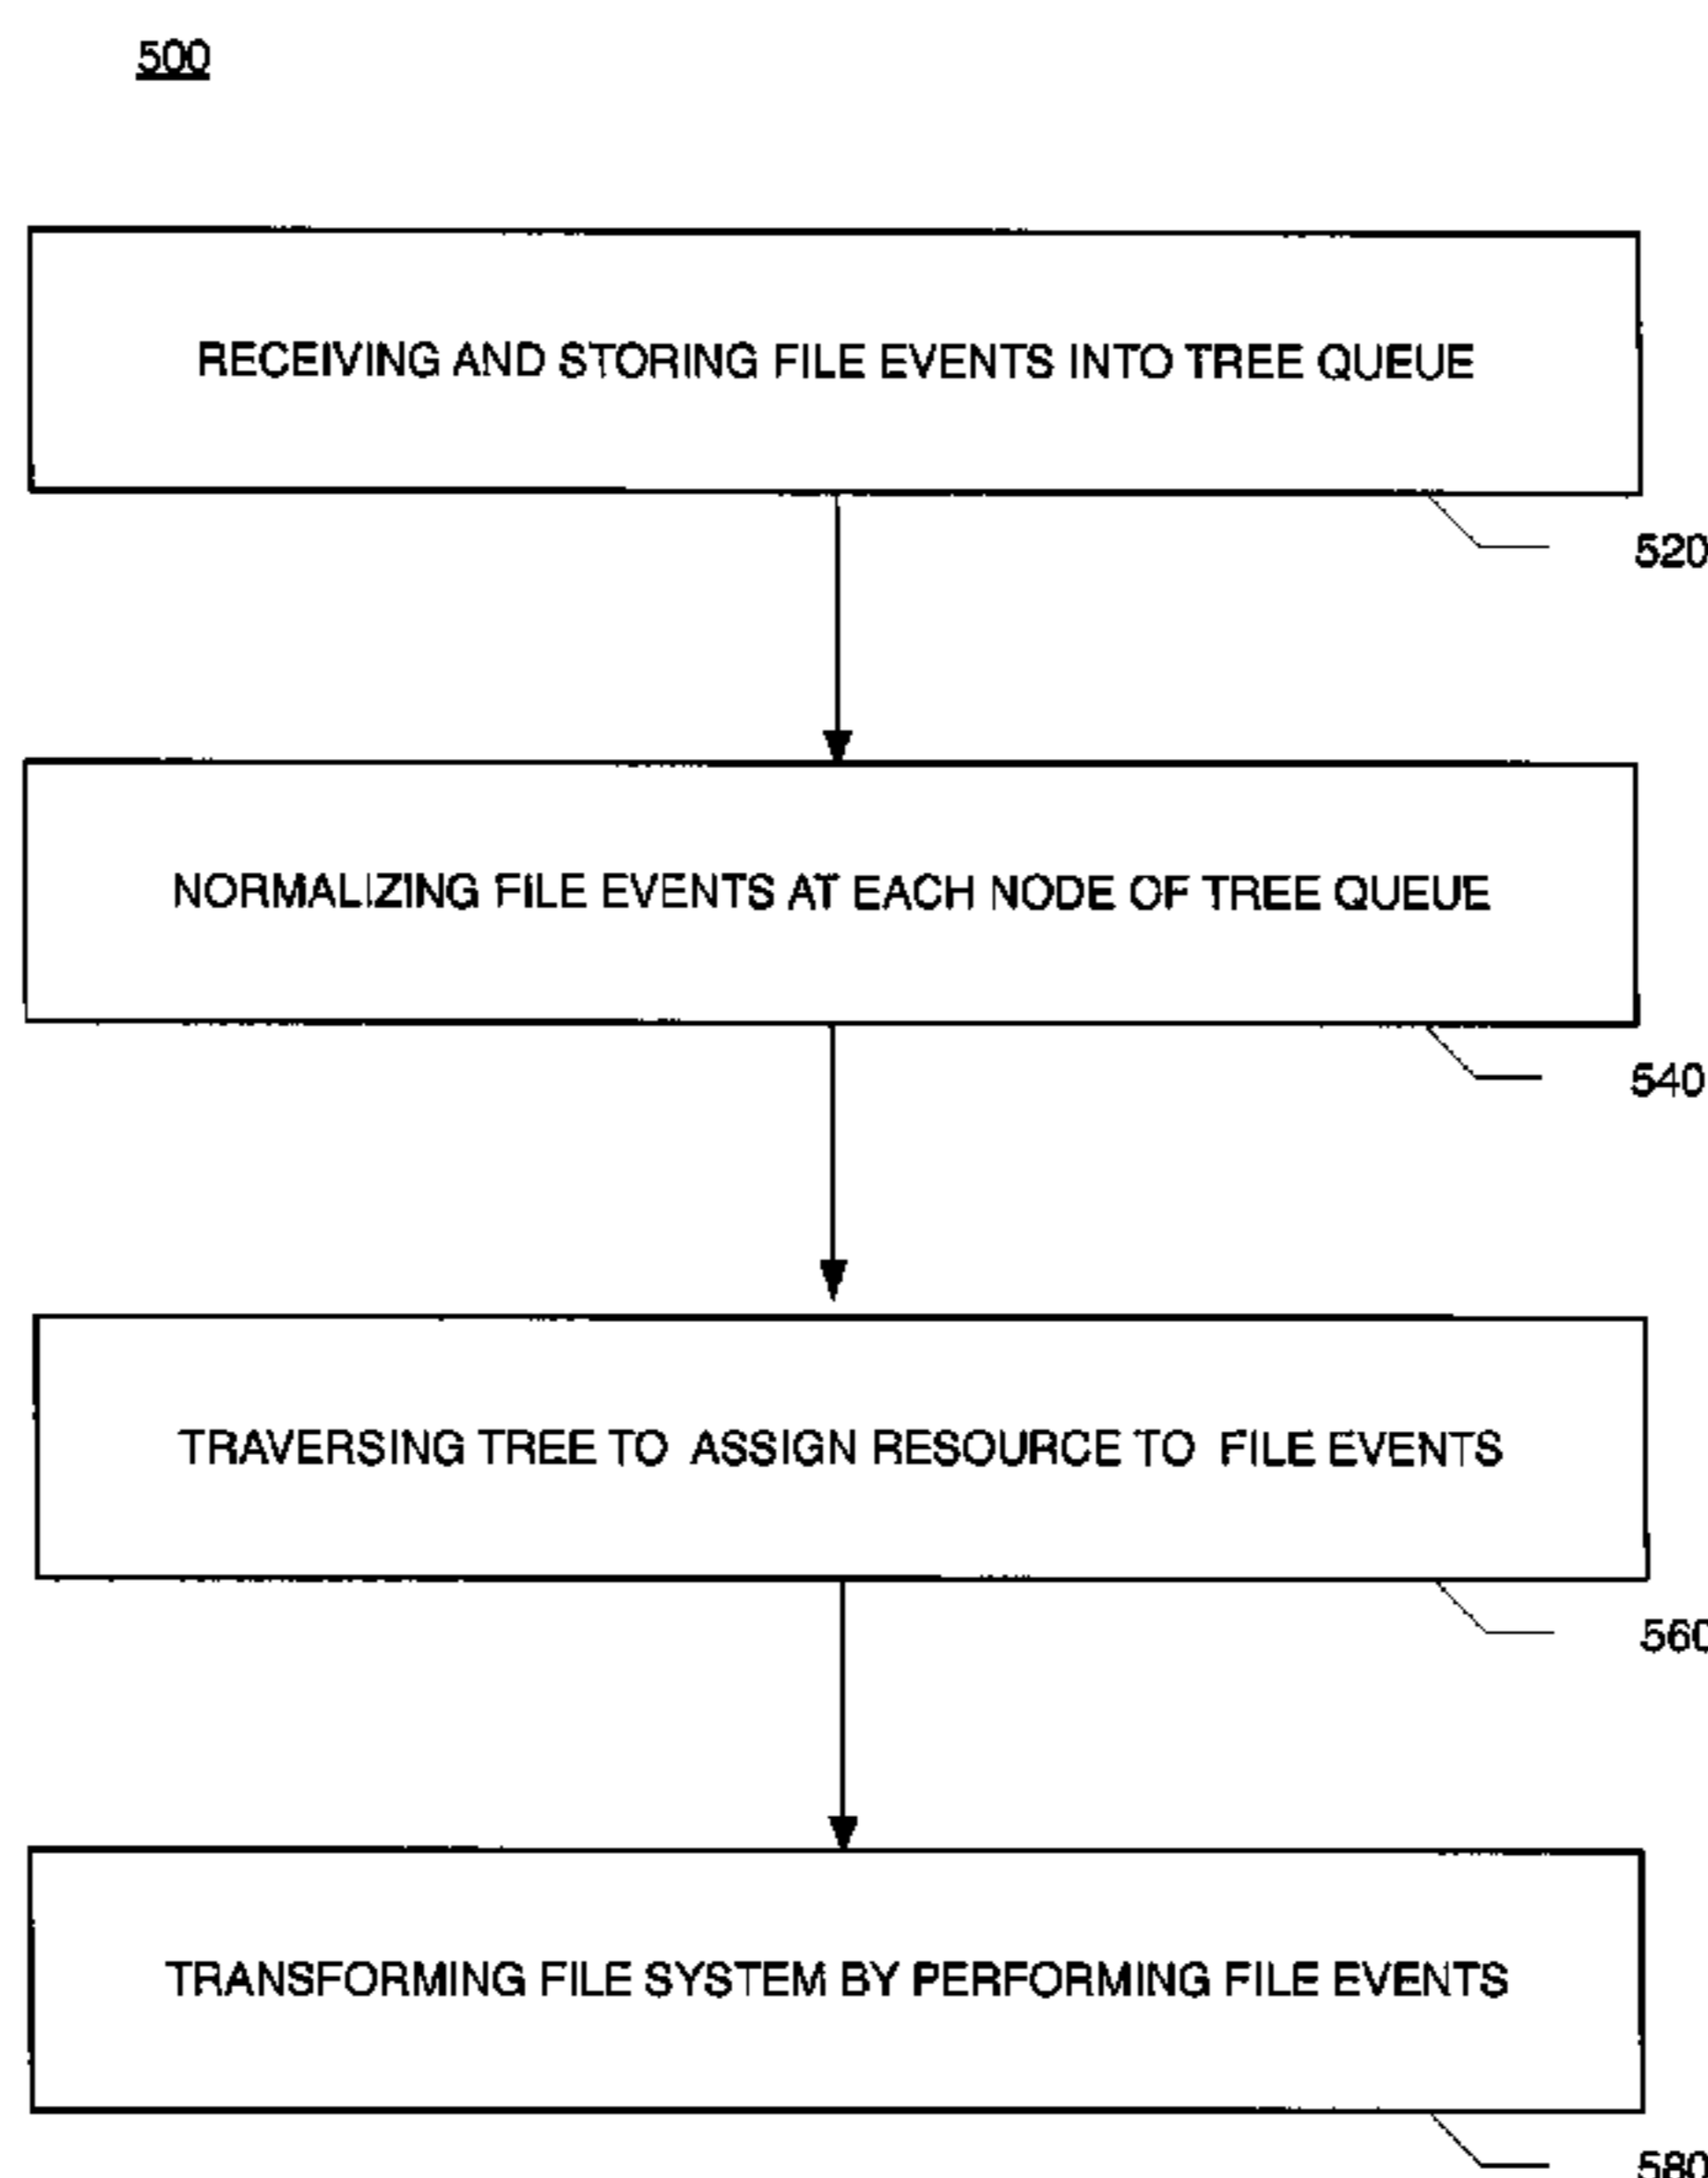 500
RECEIVING AND STORING FILE EVENTS INTO TREE QUEUE
520
NORMALIZING FILE EVENTS AT EACH NODE OF TREE QUEUE
540
TRAVERSING TREE TO ASSIGN RESOURCE TO FILE EVENTS
560
TRANSFORMING FILE SYSTEM BY PERFORMING FILE EVENTS
580